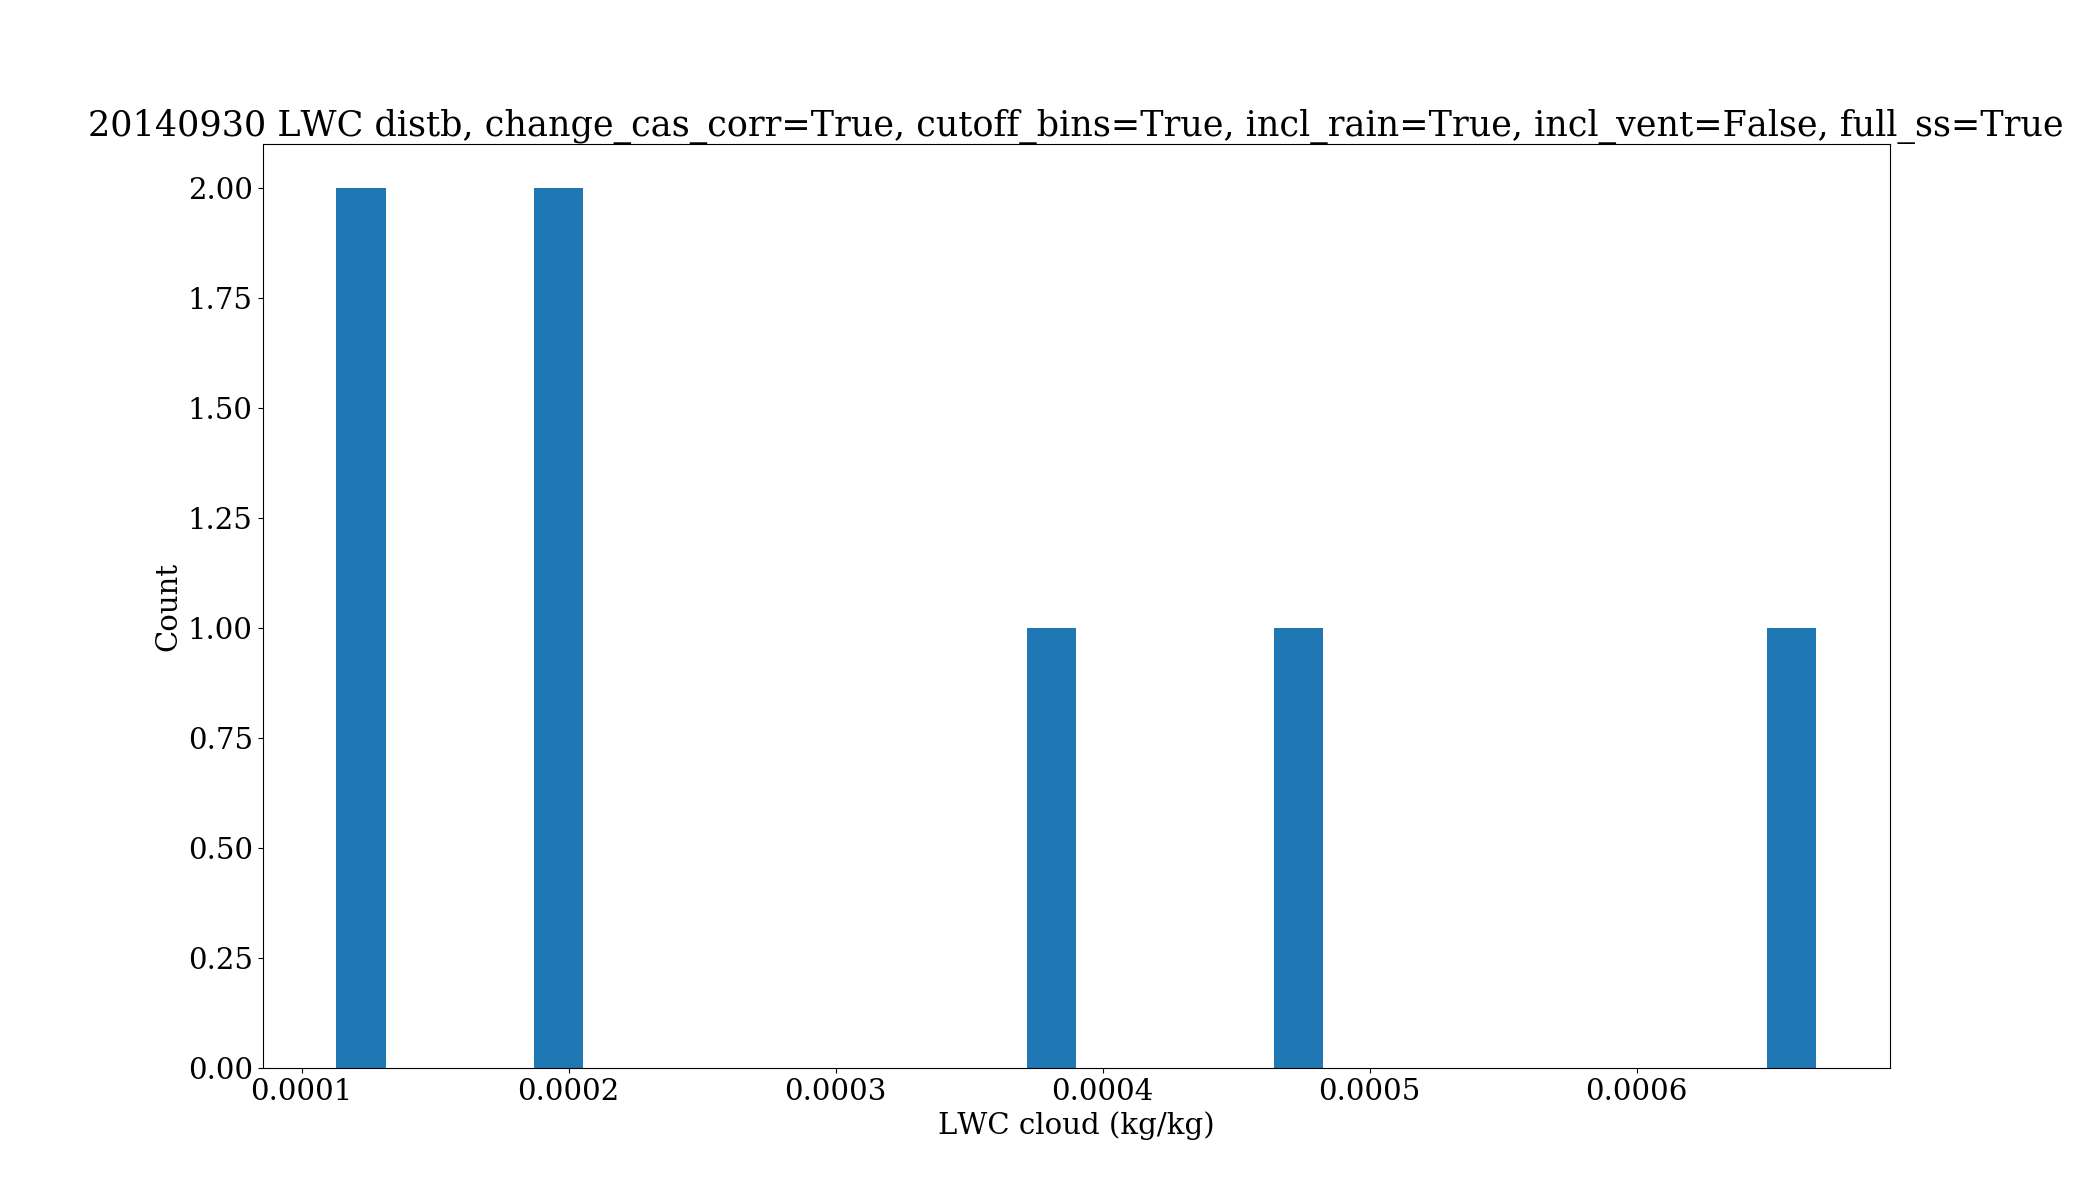 20140930 LWC distb, change_cas_corr=True, cutoff_bins=True, incl_rain=True, incl_vent=False, full_ss=True
2.00
1.75
1.50
1.25
1.00
0.75
0.50
0.25
0.00
Count
0.0001 0.0002 0.0003 0.0004 0.0005 0.0006
LWC cloud (kg/kg)